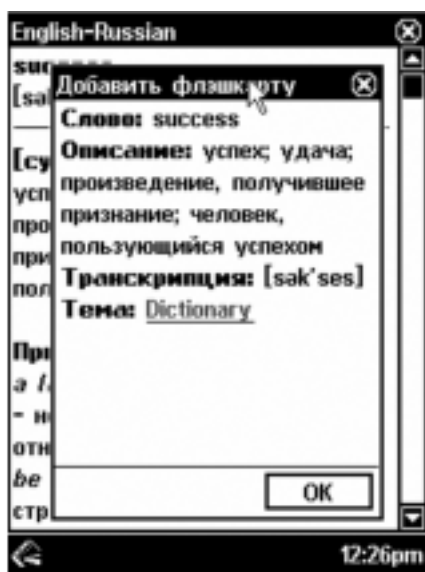 English-Russian
Добавить флэшкарту
Слово: success
Описание: успех; удача;
произведение, получившее
признание; человек,
пользующийся успехом
Транскрипция: [sək'ses]
Тема: Dictionary
be
OK
12:26pm